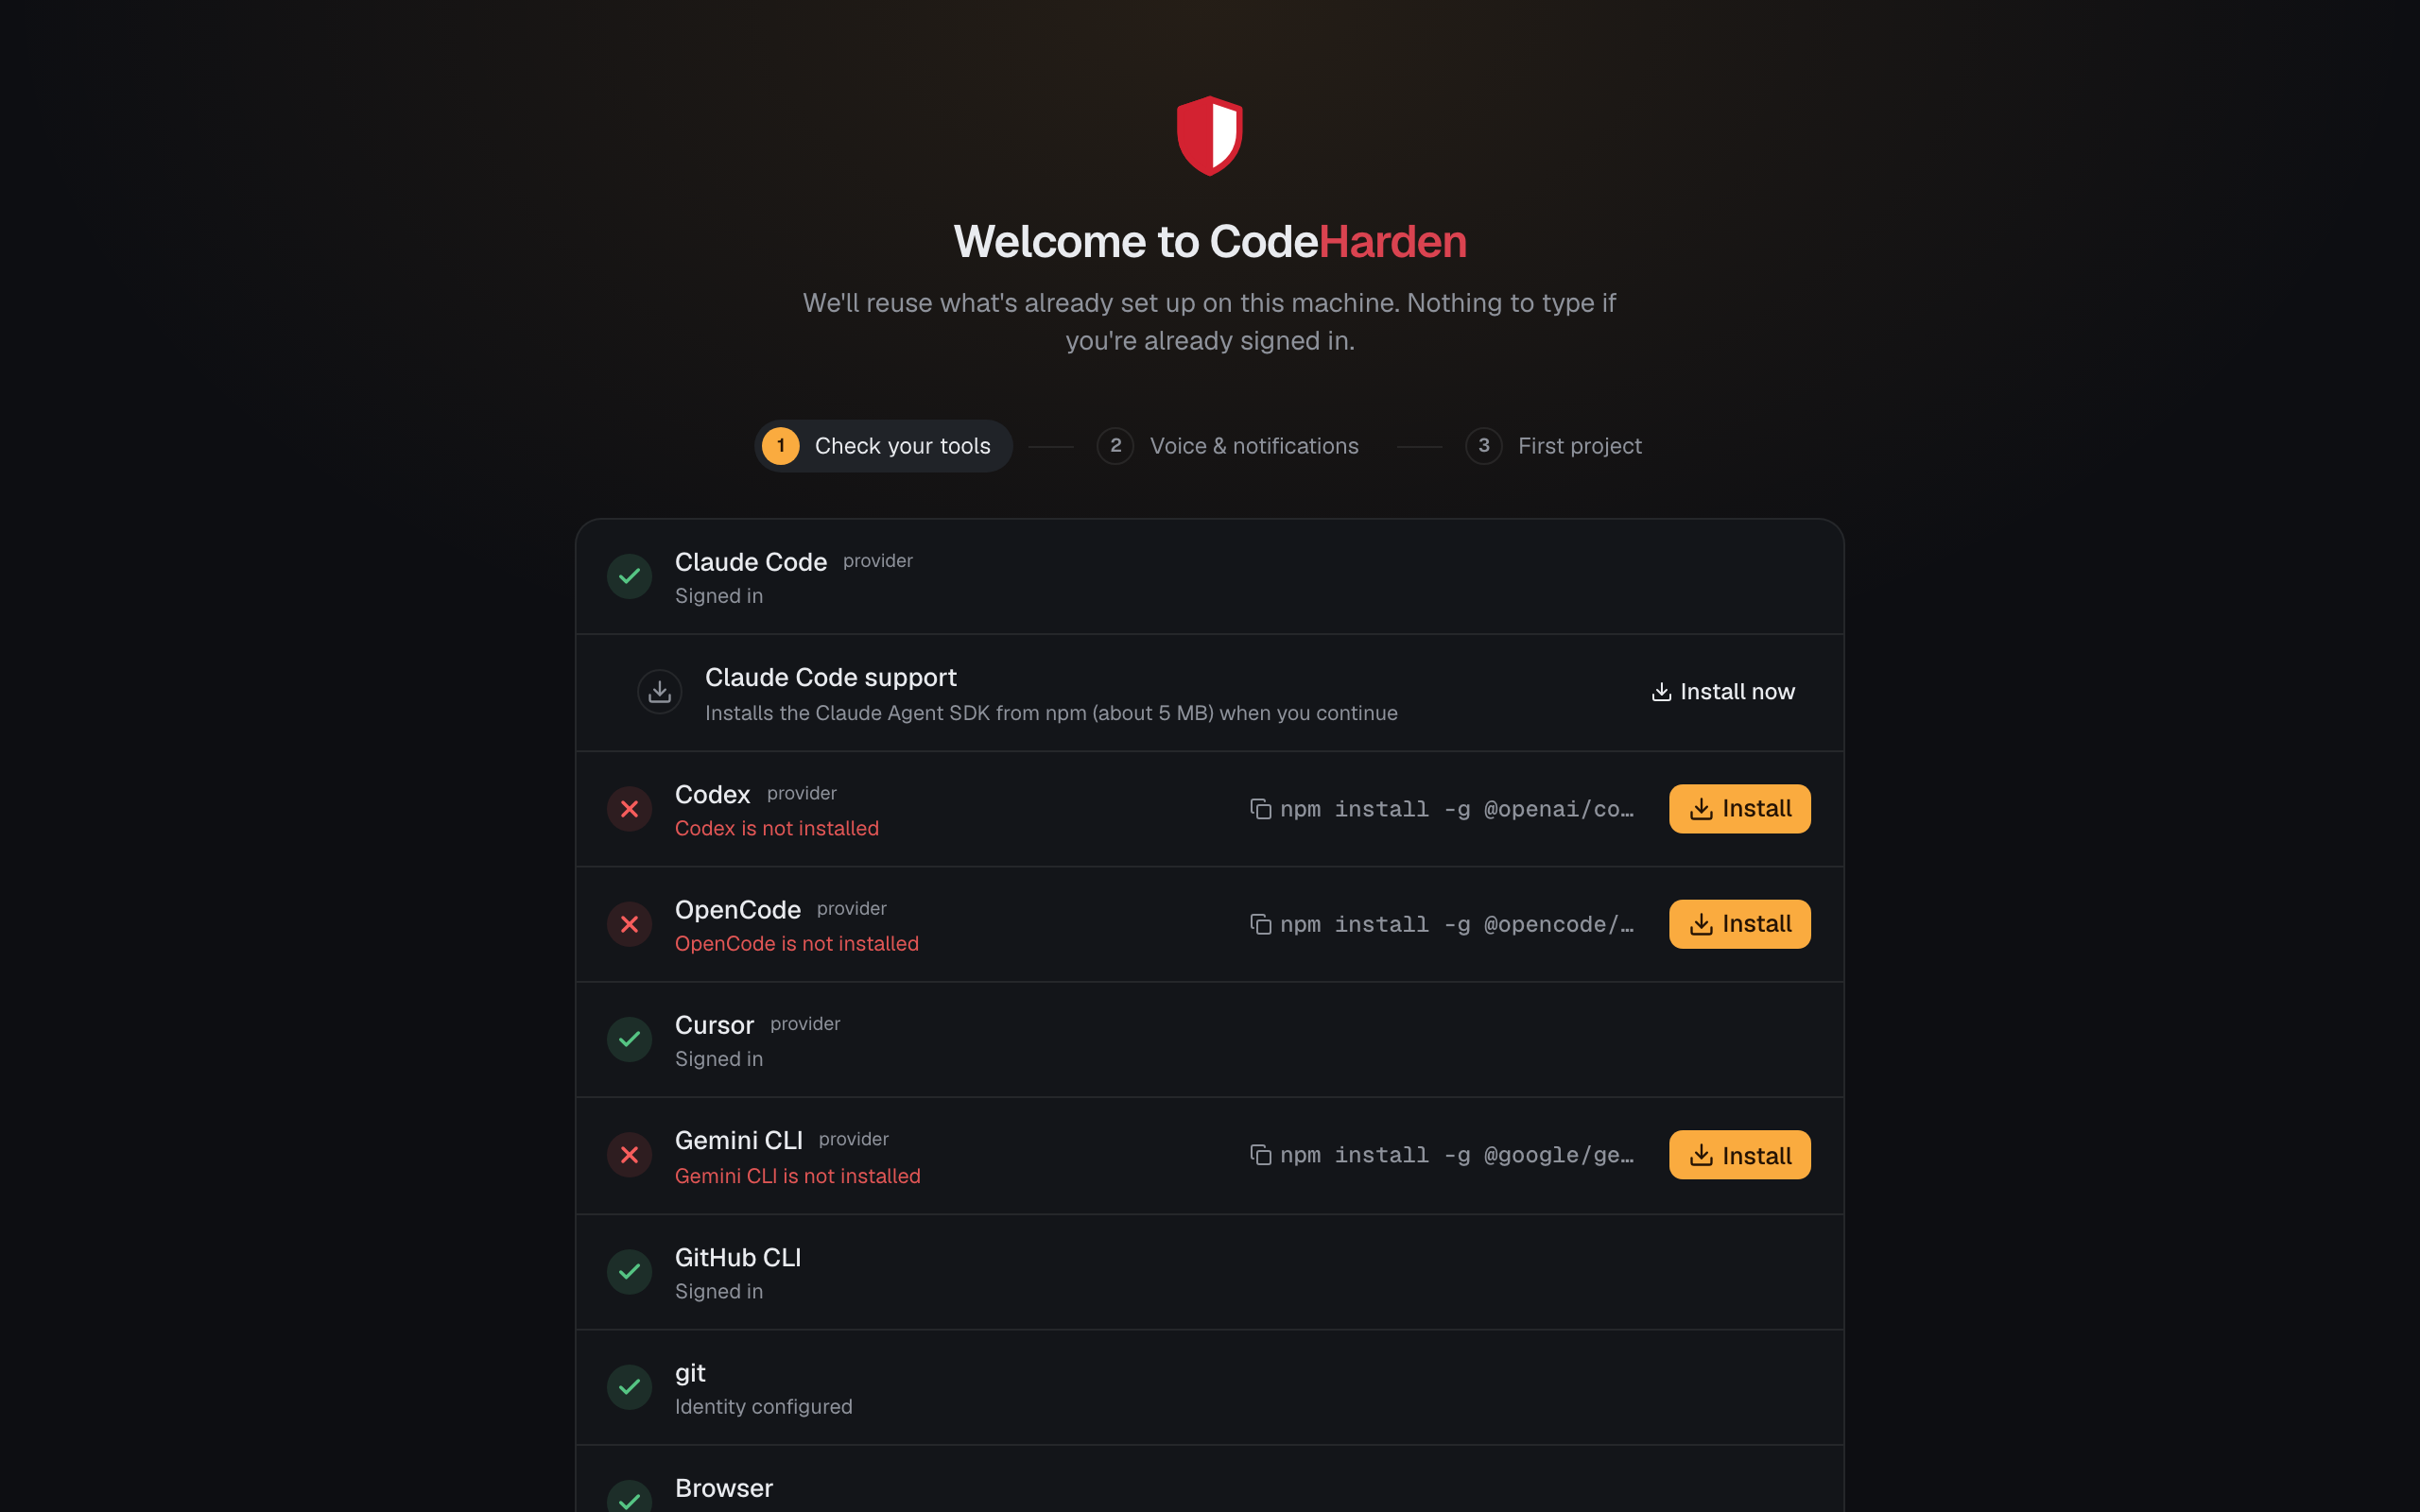 Welcome to CodeHarden
We'll reuse what's already set up on this machine. Nothing to type if
you're already signed in.
1 Check your tools
2 Voice & notifications
3 First project
Claude Code provider
Signed in
Claude Code support
Installs the Claude Agent SDK from npm (about 5 MB) when you continue
Install now
Codex provider
Codex is not installed
npm install -g @openai/co…
Install
OpenCode provider
OpenCode is not installed
npm install -g @opencode/…
Install
Cursor provider
Signed in
Gemini CLI provider
Gemini CLI is not installed
npm install -g @google/ge…
Install
GitHub CLI
Signed in
git
Identity configured
Browser